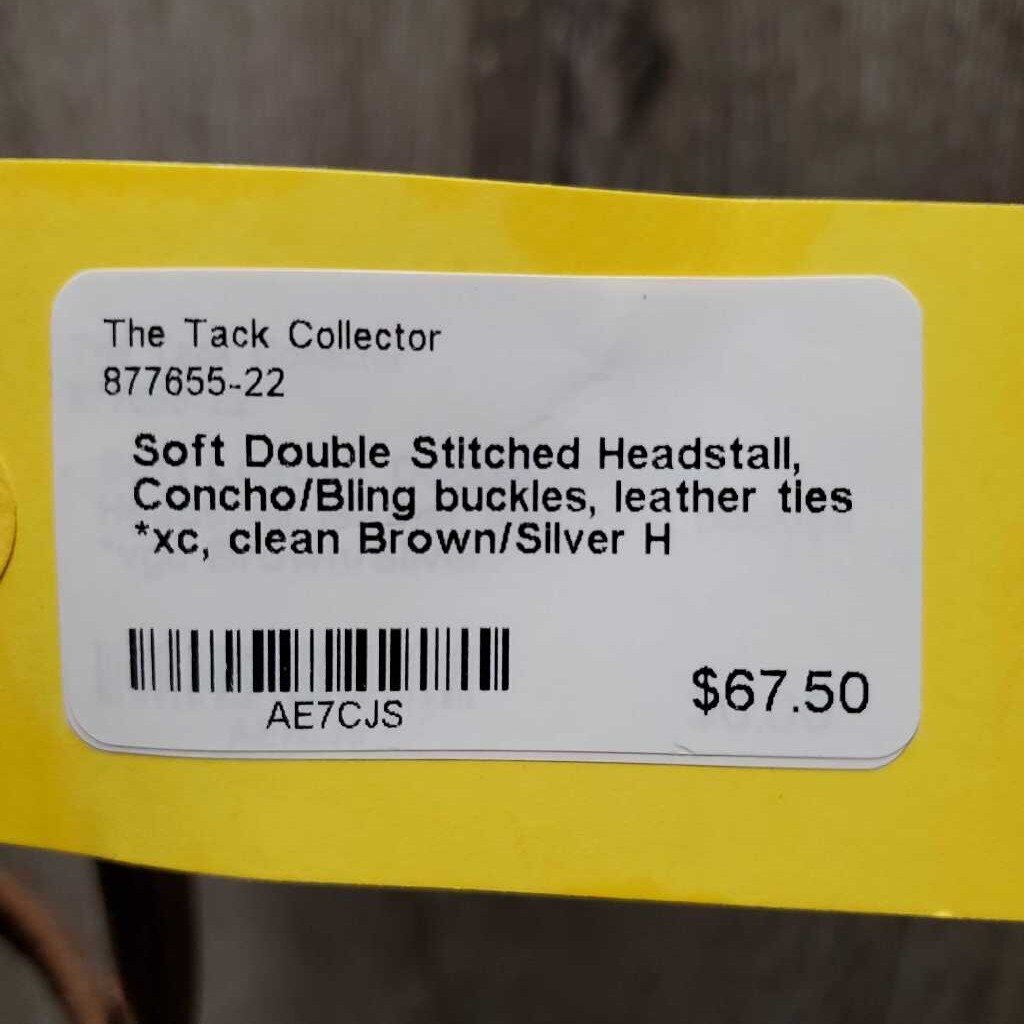 The Tack Collector
877655-22
Soft Double Stitched Headstall,
Concho/Bling buckles, leather ties
*xc, clean Brown/Silver H
AE7CJS
$67.50